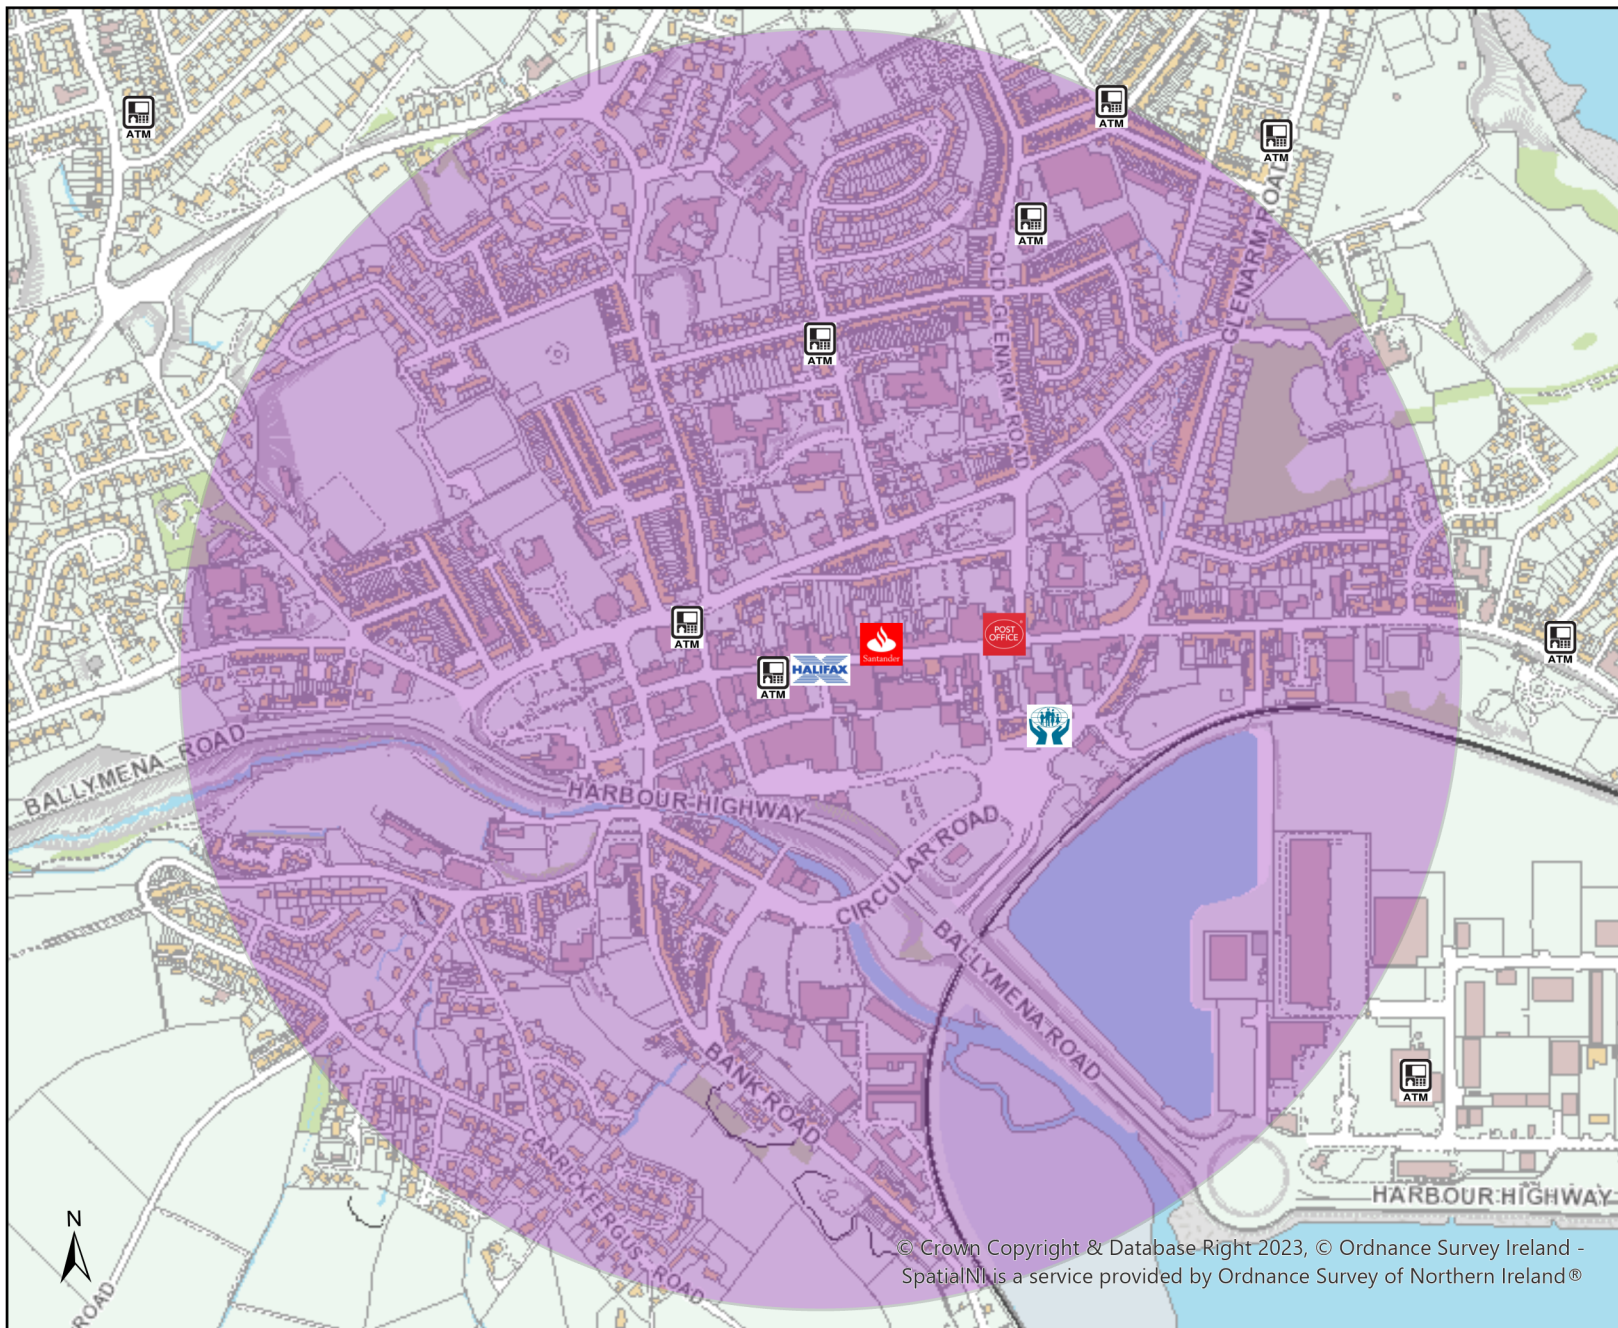 ATM
ATM
ATM
ATM
GLENARM ROAD
OLD GLENARM ROAD
ATM
ATM
POST
OFFICE
Santander
ATM
HALIFAX
ATM
BALLYMENA ROAD
HARBOUR HIGHWAY
CIRCULAR ROAD
BALLYMENA ROAD
BANK ROAD
ATM
CARRICKFERGUS ROAD
HARBOUR HIGHWAY
N
ROAD
© Crown Copyright & Database Right 2023, © Ordnance Survey Ireland -
SpatialNI is a service provided by Ordnance Survey of Northern Ireland®